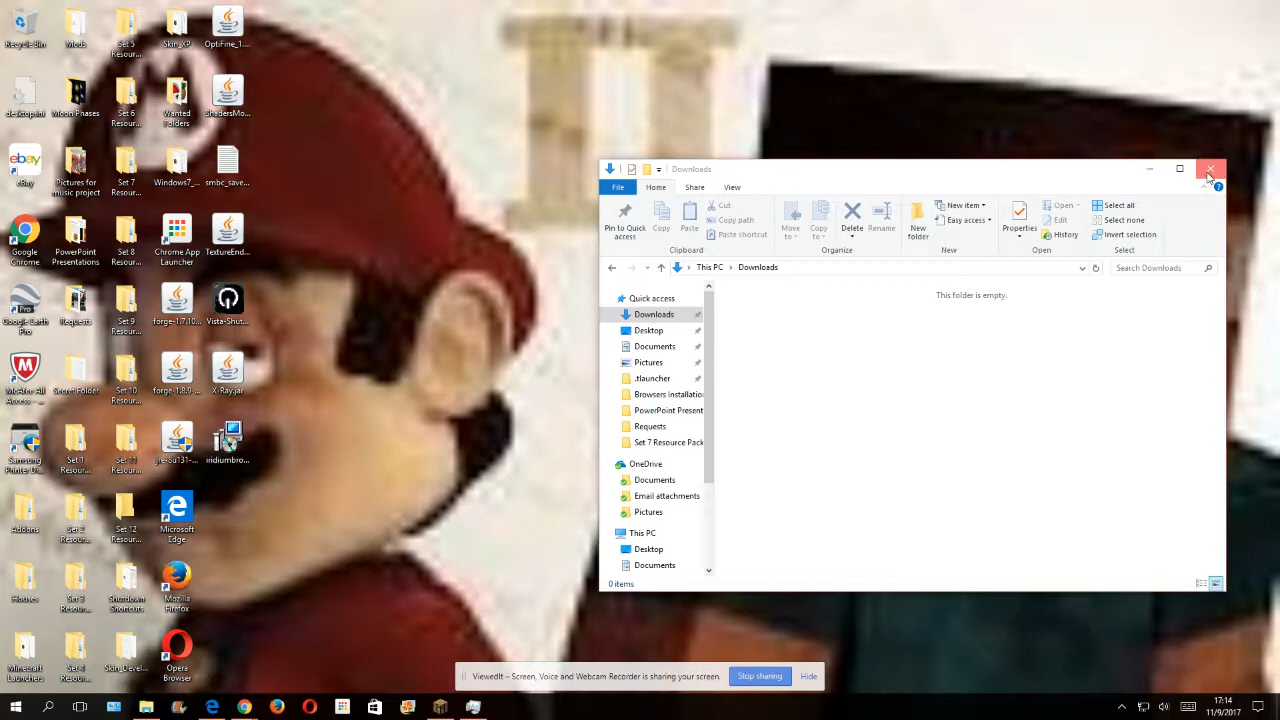 Recycle Bin
Mods
Set 5
Resour...
Skin_XP
OptiFine_1....
desktop.ini
Moon Phases
Set 6
Resour...
Wanted
Folders
ShadersMo...
ebay
eBay
Pictures for
music project
Set 7
Resour...
Windows7_...
smbc_save...
Google
Chrome
PowerPoint
Presentations
Set 8
Resour...
Chrome App
Launcher
TextureEnd...
Pro
Google Earth
Pro
Requests
Set 9
Resour...
forge-1.7.10...
Vista-Shut...
McAfee All
Access –...
Secret Folder
Set 10
Resour...
forge-1.8.9-...
X-Ray.jar
Samsung
Printer D...
Set 1
Resour...
Set 11
Resour...
jre-8u131-...
iridiumbro...
Addons
Set 2
Resour...
Set 12
Resour...
Microsoft
Edge
Houses
Set 3
Resour...
Shutdown
Shortcuts
Mozilla
Firefox
Minecraft
Launchers
Set 4
Resour...
Skin_Devel...
Opera
Browser
Downloads
File
Home
Share
View
Pin to Quick
access
Copy
Paste
Cut
Copy path
Paste shortcut
Clipboard
Move
to
Copy
to
Delete
Rename
Organize
New
folder
New item
Easy access
New
Properties
Open
Edit
History
Open
Select all
Select none
Invert selection
Select
This PC
Downloads
Search Downloads
This folder is empty.
Quick access
Downloads
Desktop
Documents
Pictures
.tlauncher
Browsers Installatio
PowerPoint Present
Requests
Set 7 Resource Pack
OneDrive
Documents
Email attachments
Pictures
This PC
Desktop
Documents
0 items
ViewedIt – Screen, Voice and Webcam Recorder is sharing your screen.
Stop sharing
Hide
17:14
11/9/2017